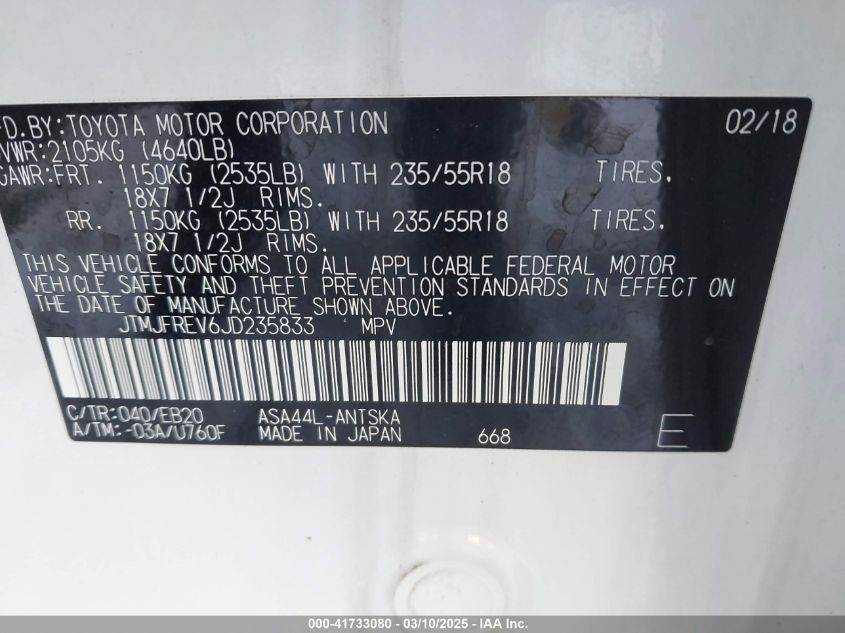 FD.BY:TOYOTA MOTOR CORPORATION 02/18
VWR:2105KG (4640LB)
GAWR:FRT. 1150KG (2535LB) WITH 235/55R18 TIRES.
18X7 1/2J RIMS.
RR. 1150KG (2535LB) WITH 235/55R18 TIRES.
18X7 1/2J RIMS.
THIS VEHICLE CONFORMS TO ALL APPLICABLE FEDERAL MOTOR
VEHICLE SAFETY AND THEFT PREVENTION STANDARDS IN EFFECT ON
THE DATE OF MANUFACTURE SHOWN ABOVE.
JTMJFREV6JD235833 MPV
C/TR:040/EB20 ASA44L-ANTSKA
A/TM:-03A/U760F MADE IN JAPAN 668 E
000-41733080 - 03/10/2025 - IAA Inc.